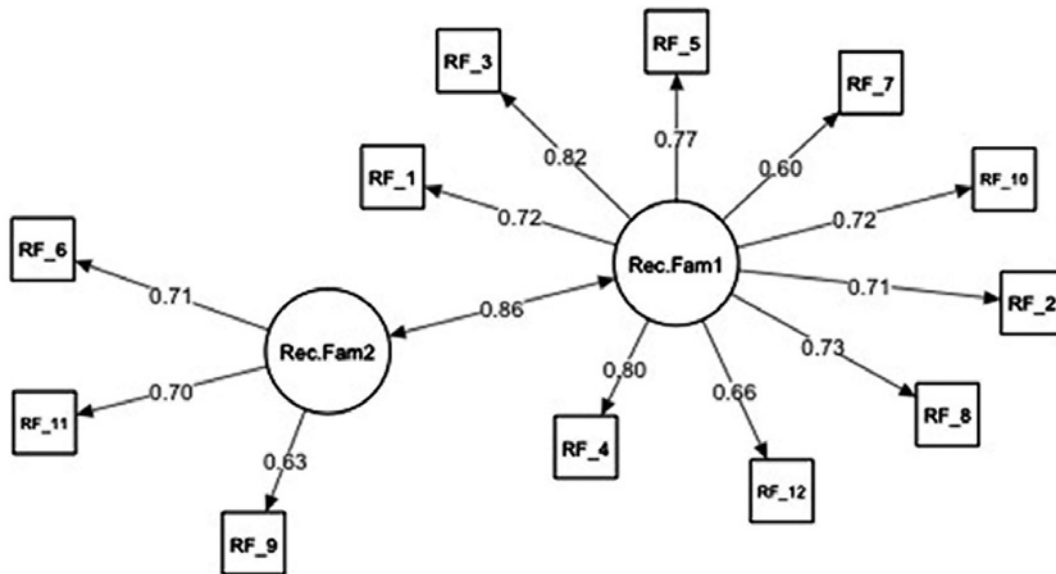 RF_5
RF_3
RF_7
0.77
0.82
0.60
RF_1
RF_10
0.72
0.72
RF_6
Rec.Fam1
0.71
0.71
RF_2
0.86
Rec.Fam2
0.73
0.80
0.70
0.66
RF_11
RF_8
RF_4
0.63
RF_12
RF_9